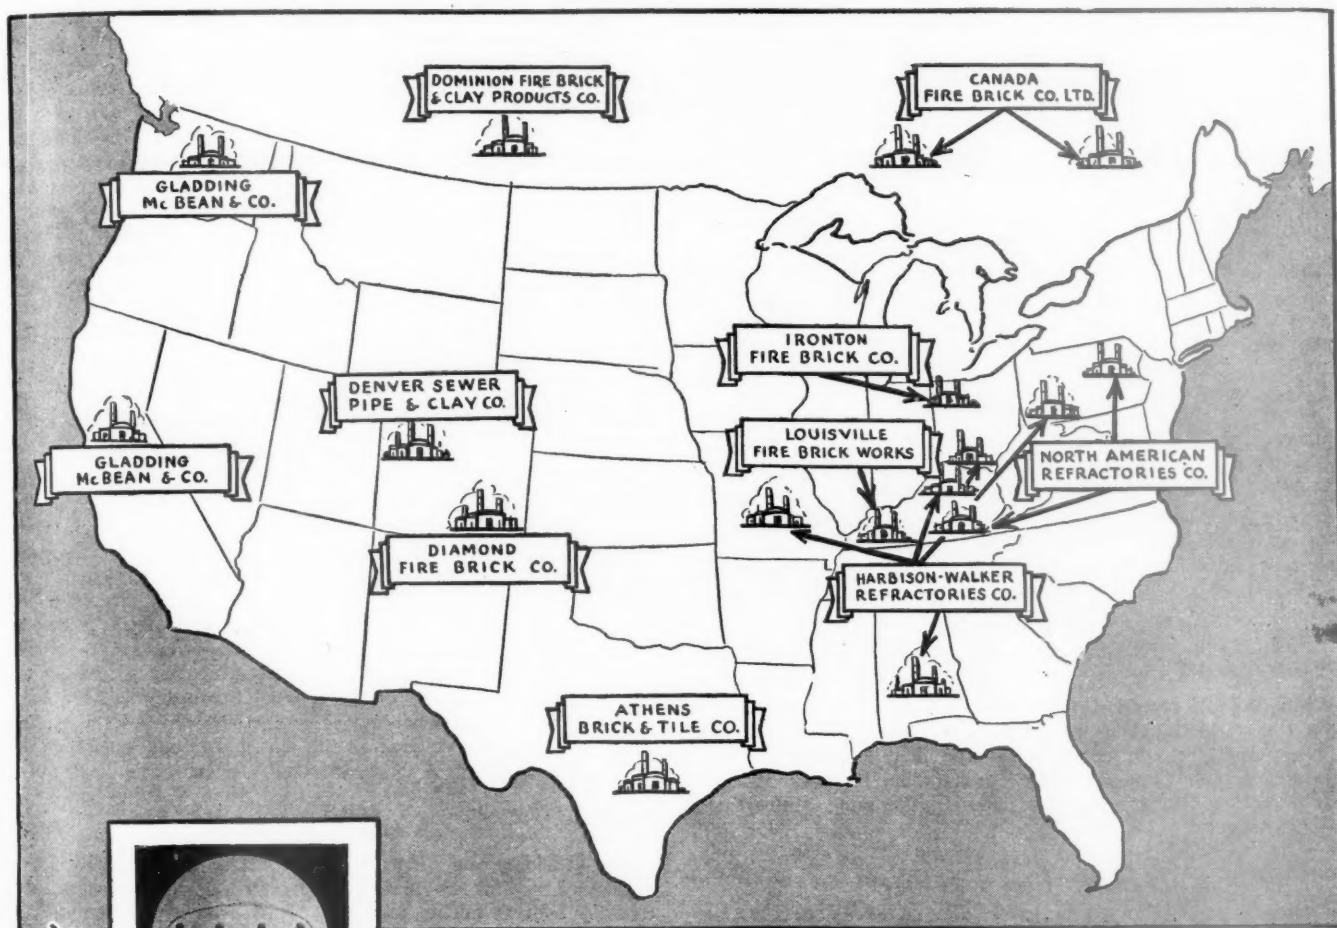 DOMINION FIRE BRICK
& CLAY PRODUCTS CO.
CANADA
FIRE BRICK CO. LTD.
GLADDING
Mc BEAN & CO.
IRONTON
FIRE BRICK CO.
DENVER SEWER
PIPE & CLAY CO.
LOUISVILLE
FIRE BRICK WORKS
NORTH AMERICAN
REFRACTORIES CO.
GLADDING
McBEAN & CO.
DIAMOND
FIRE BRICK CO.
HARBISON-WALKER
REFRACTORIES CO.
ATHENS
BRICK & TILE CO.